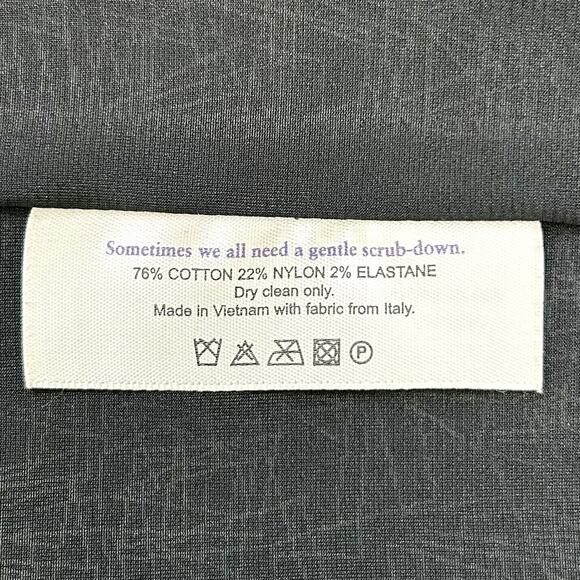 Sometimes we all need a gentle scrub-down.
76% COTTON 22% NYLON 2% ELASTANE
Dry clean only.
Made in Vietnam with fabric from Italy.
P